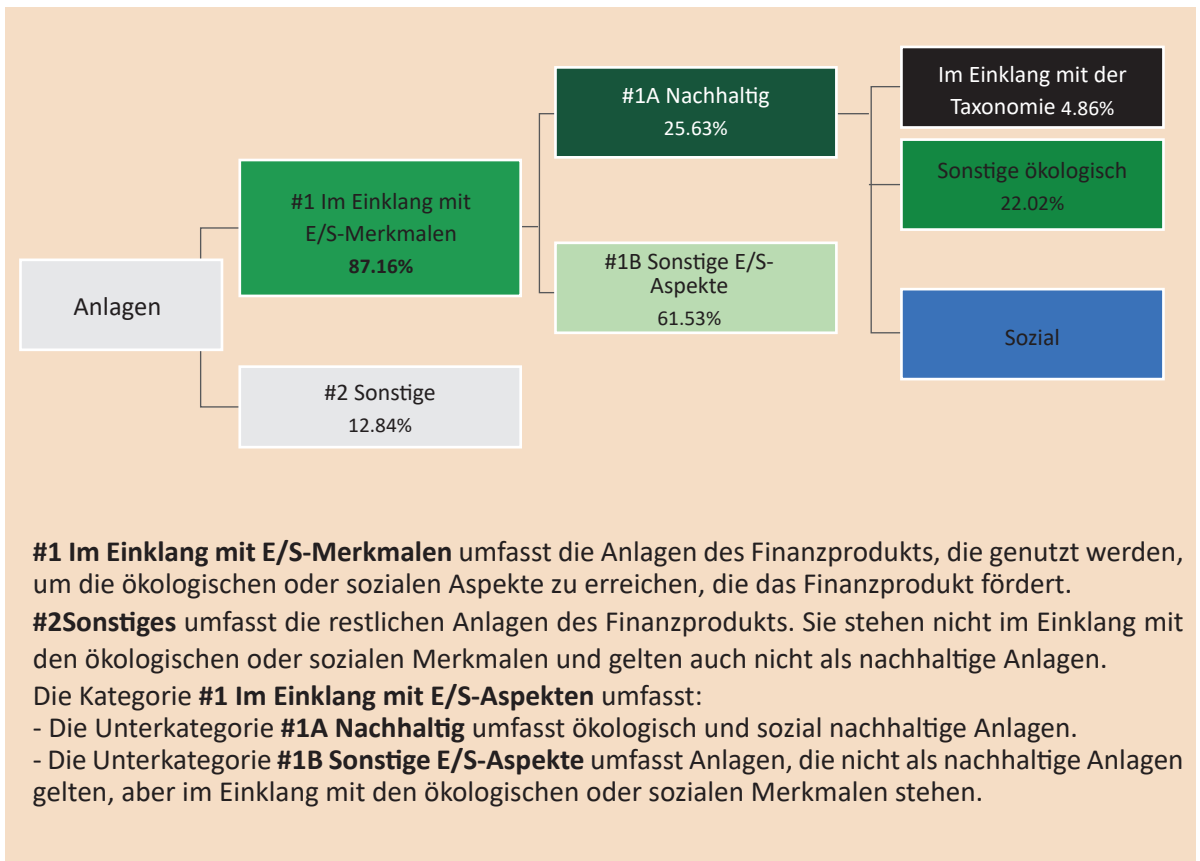 Anlagen
#1 Im Einklang mit
E/S-Merkmalen
87.16%
#2 Sonstige
12.84%
#1A Nachhaltig
25.63%
#1B Sonstige E/S-
Aspekte
61.53%
Im Einklang mit der
Taxonomie 4.86%
Sonstige ökologisch
22.02%
Sozial
#1 Im Einklang mit E/S-Merkmalen umfasst die Anlagen des Finanzprodukts, die genutzt werden,
um die ökologischen oder sozialen Aspekte zu erreichen, die das Finanzprodukt fördert.
#2Sonstiges umfasst die restlichen Anlagen des Finanzprodukts. Sie stehen nicht im Einklang mit
den ökologischen oder sozialen Merkmalen und gelten auch nicht als nachhaltige Anlagen.
Die Kategorie #1 Im Einklang mit E/S-Aspekten umfasst:
- Die Unterkategorie #1A Nachhaltig umfasst ökologisch und sozial nachhaltige Anlagen.
- Die Unterkategorie #1B Sonstige E/S-Aspekte umfasst Anlagen, die nicht als nachhaltige Anlagen
gelten, aber im Einklang mit den ökologischen oder sozialen Merkmalen stehen.